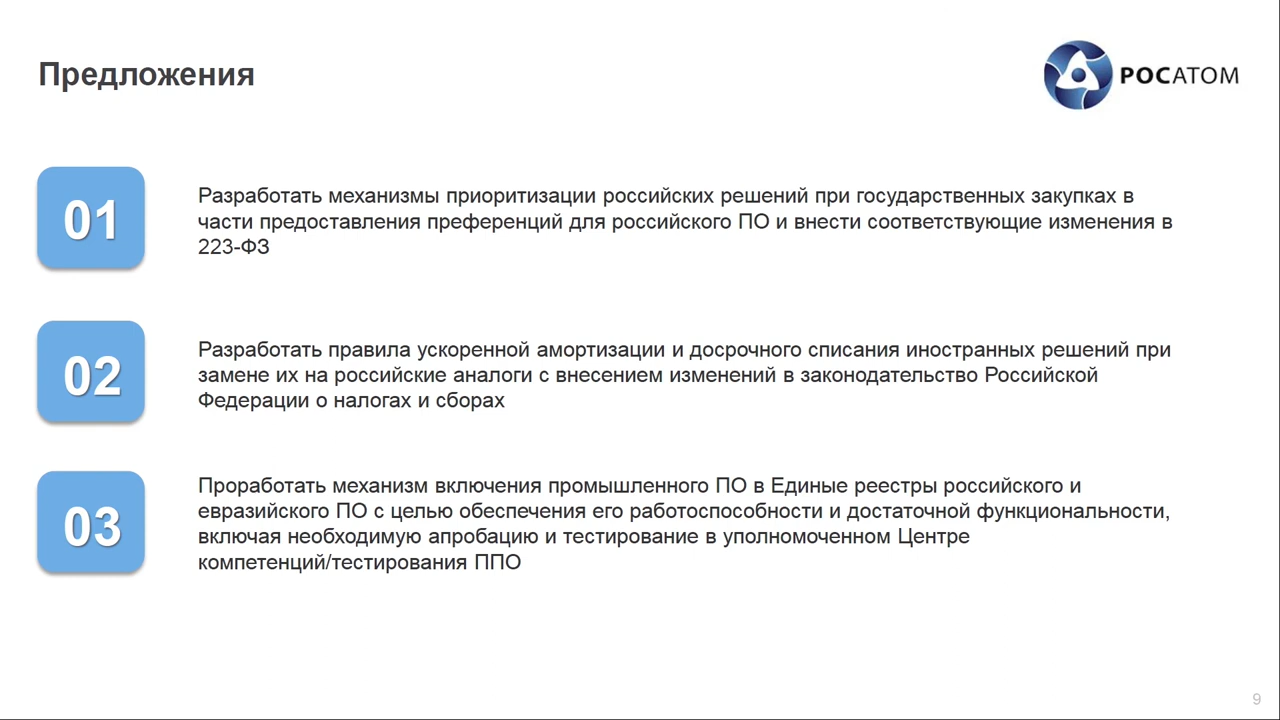 Предложения
РОСАТОМ
01
Разработать механизмы приоритизации российских решений при государственных закупках в
части предоставления преференций для российского ПО и внести соответствующие изменения в
223-ФЗ
02
Разработать правила ускоренной амортизации и досрочного списания иностранных решений при
замене их на российские аналоги с внесением изменений в законодательство Российской
Федерации о налогах и сборах
03
Проработать механизм включения промышленного ПО в Единые реестры российского и
евразийского ПО с целью обеспечения его работоспособности и достаточной функциональности,
включая необходимую апробацию и тестирование в уполномоченном Центре
компетенций/тестирования ППО
9